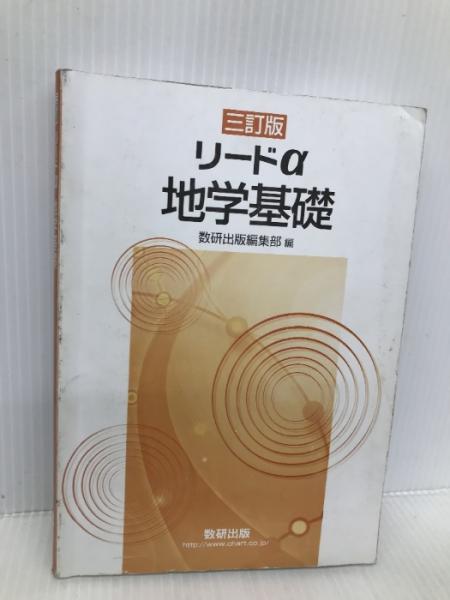 三訂版
リードα
地学基礎
数研出版編集部 編
数研出版
http://www.chart.co.jp/